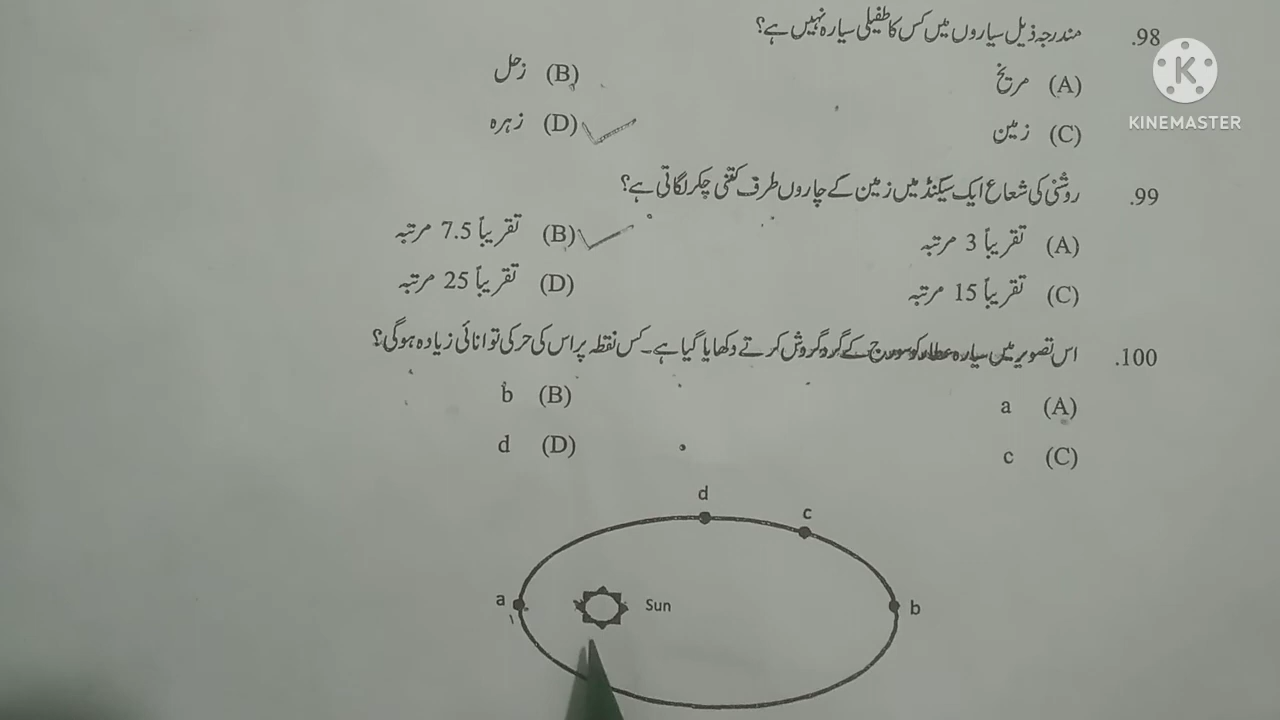 98. مندرجہ ذیل سیاروں میں کس کا طفیلی سیارہ نہیں ہے؟
(A) مریخ (B) زحل
(C) زمین (D) زہرہ
99. روشنی کی شعاع ایک سیکنڈ میں زمین کے چاروں طرف کتنی چکر لگاتی ہے؟
(A) تقریباً 3 مرتبہ (B) تقریباً 7.5 مرتبہ
(C) تقریباً 15 مرتبہ (D) تقریباً 25 مرتبہ
100. اس تصویر میں سیارہ عطارد کو سورج کے گرد گردش کرتے دکھایا گیا ہے۔ کس نقطہ پر اس کی حرکی توانائی زیادہ ہوگی؟
(A) a (B) b
(C) c (D) d
d
c
a
Sun
b
KINEMASTER